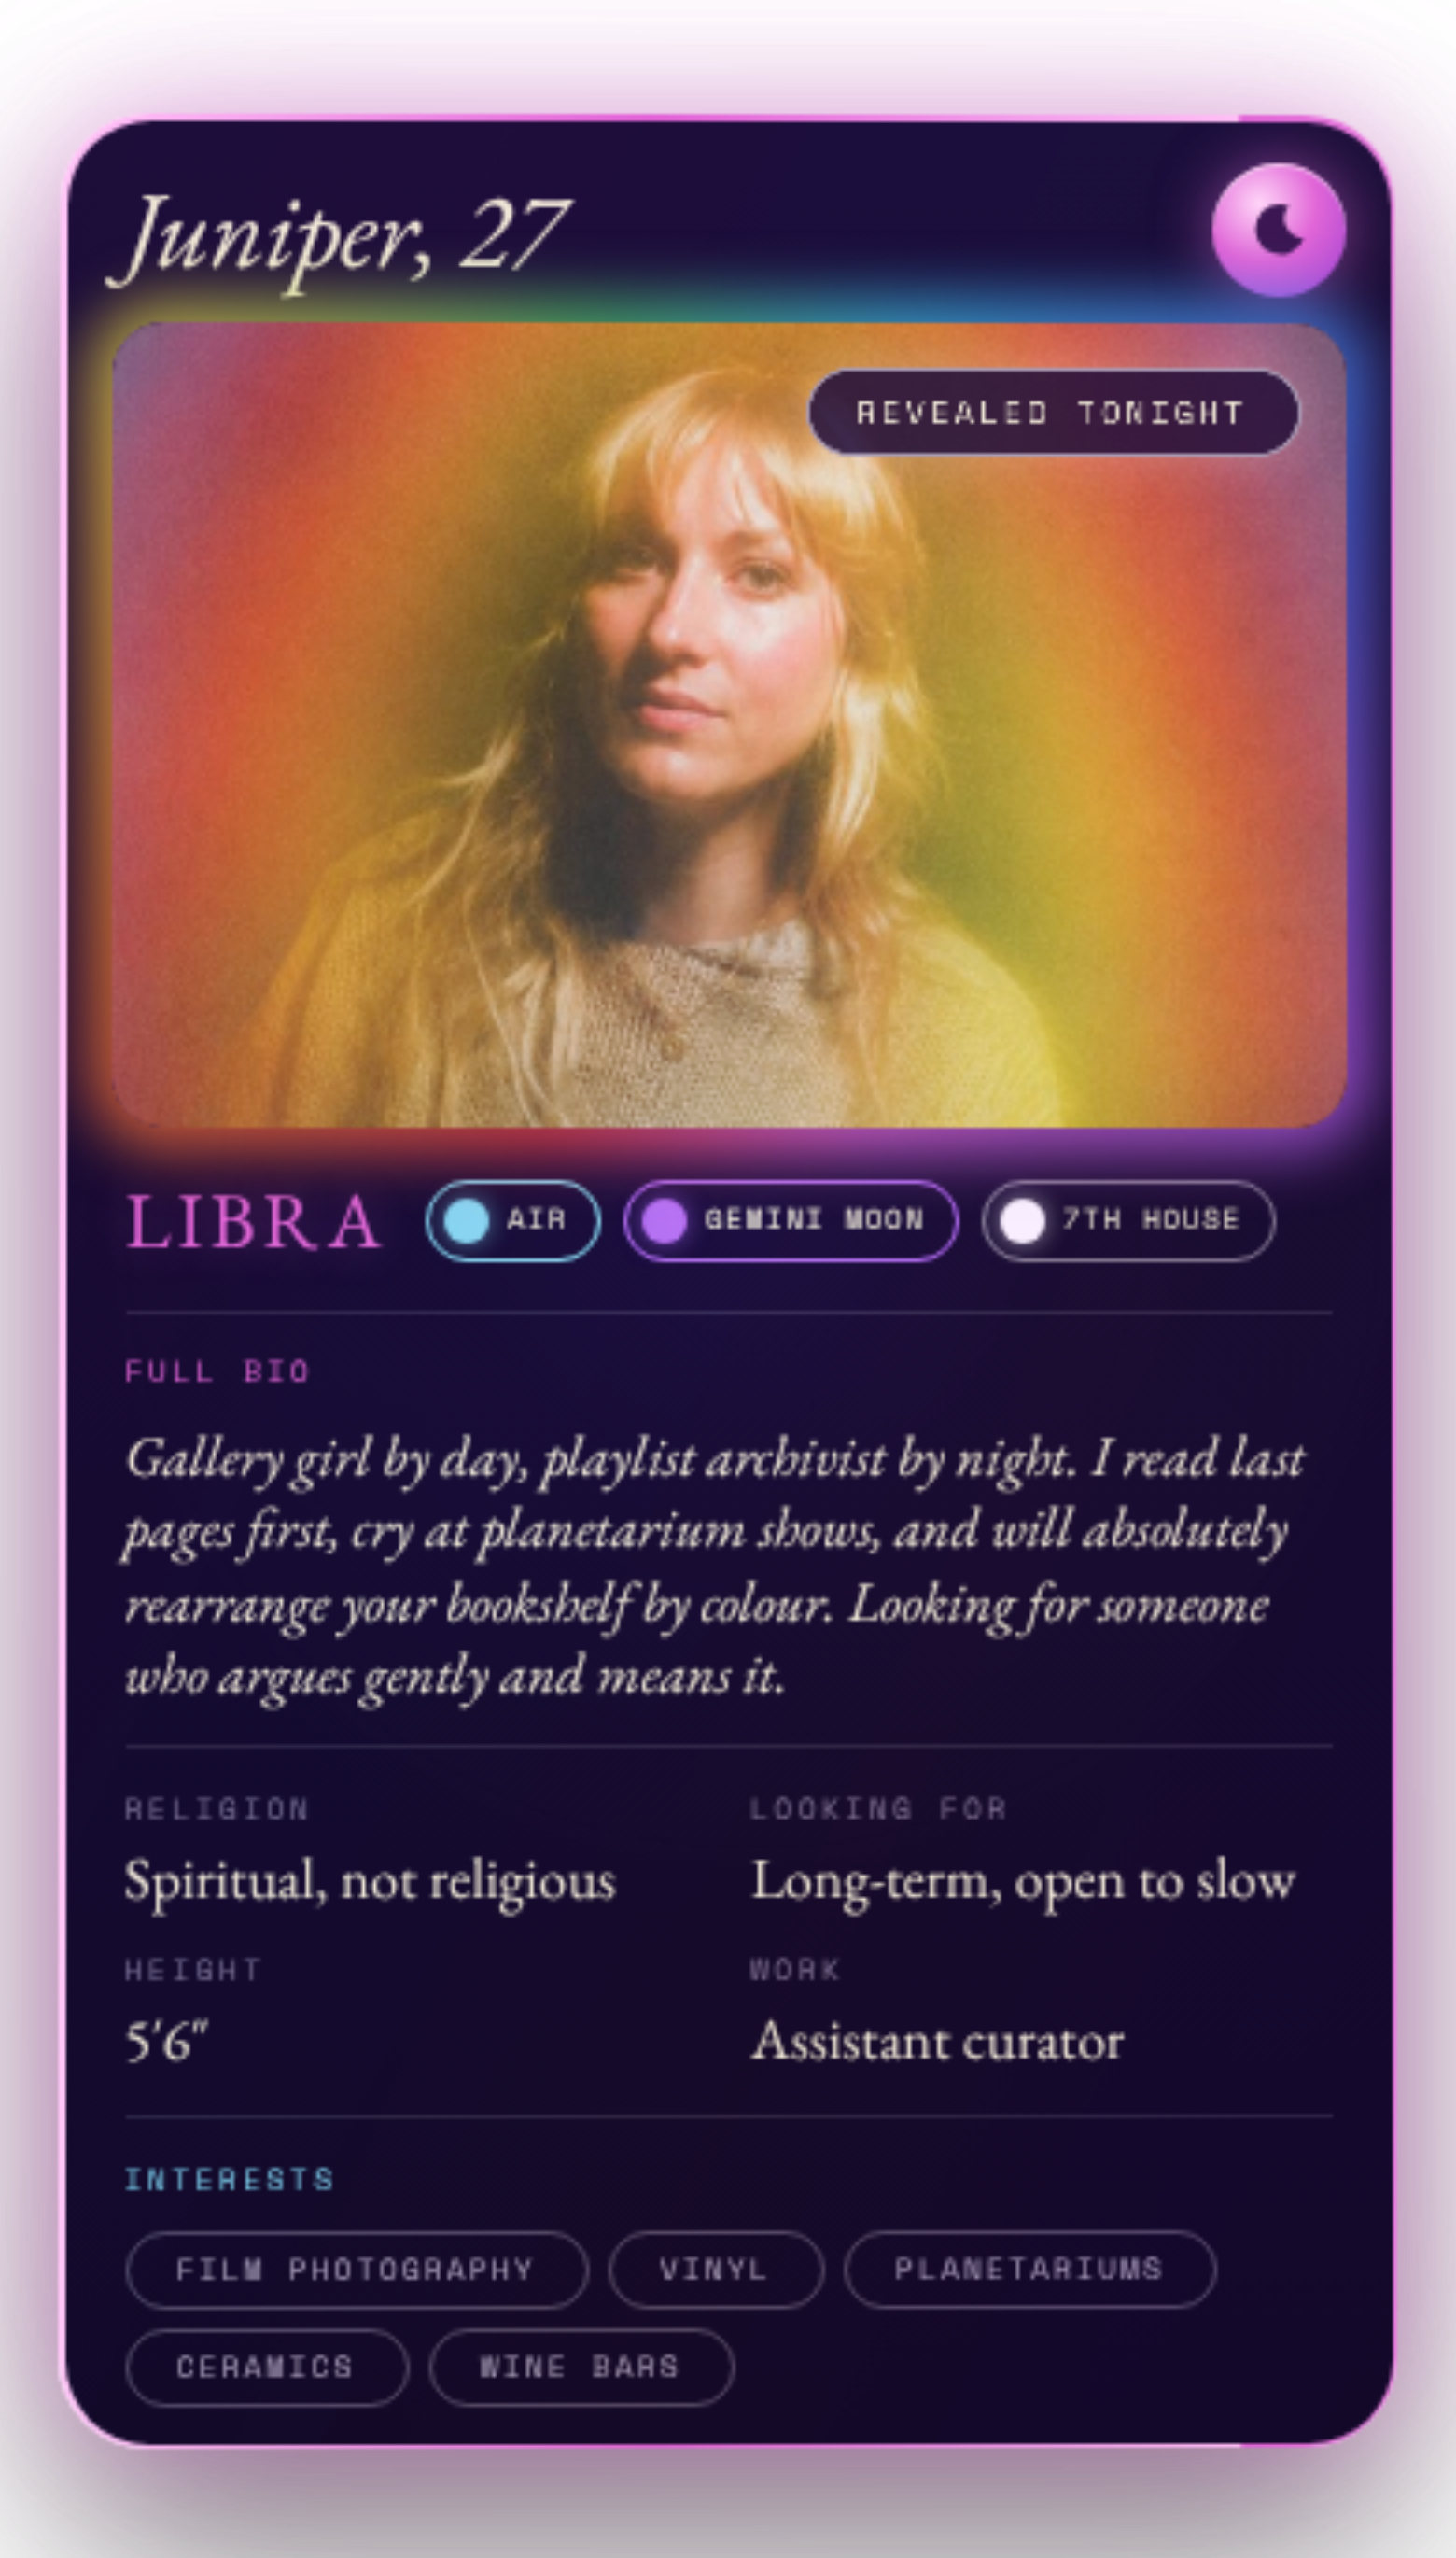 Juniper, 27
REVEALED TONIGHT
LIBRA
AIR
GEMINI MOON
7TH HOUSE
FULL BIO
Gallery girl by day, playlist archivist by night. I read last
pages first, cry at planetarium shows, and will absolutely
rearrange your bookshelf by colour. Looking for someone
who argues gently and means it.
RELIGION
Spiritual, not religious
LOOKING FOR
Long-term, open to slow
HEIGHT
5'6"
WORK
Assistant curator
INTERESTS
FILM PHOTOGRAPHY
VINYL
PLANETARIUMS
CERAMICS
WINE BARS